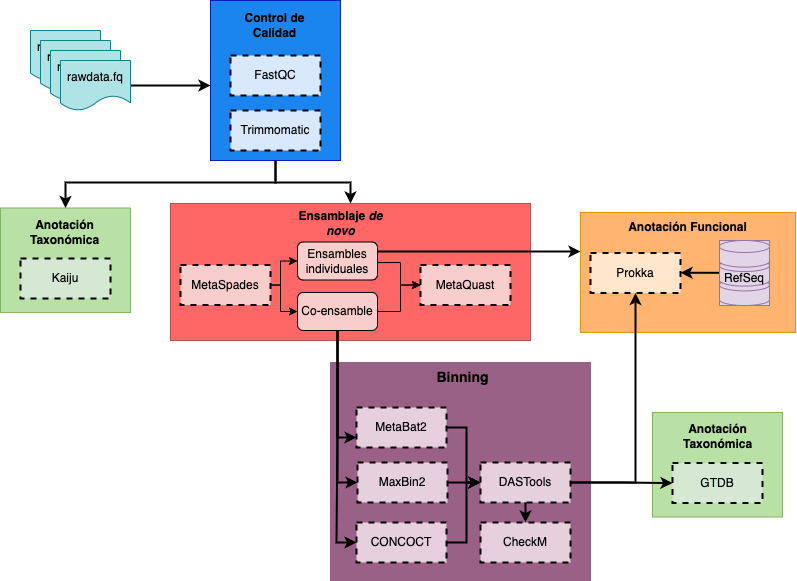 Control de
Calidad
r
r
r
rawdata.fq
FastQC
Trimmomatic
Anotación
Taxonómica
Kaiju
Ensamblaje de
novo
MetaSpades
Ensambles
individuales
Co-ensamble
MetaQuast
Anotación Funcional
Prokka
RefSeq
Binning
MetaBat2
MaxBin2
CONCOCT
DASTools
CheckM
Anotación
Taxonómica
GTDB